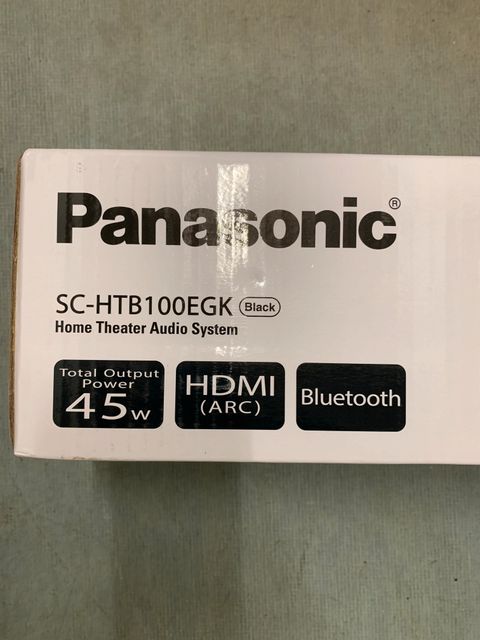 Panasonic®
SC-HTB100EGK Black
Home Theater Audio System
Total Output
Power
45W
HDMI
(ARC)
Bluetooth